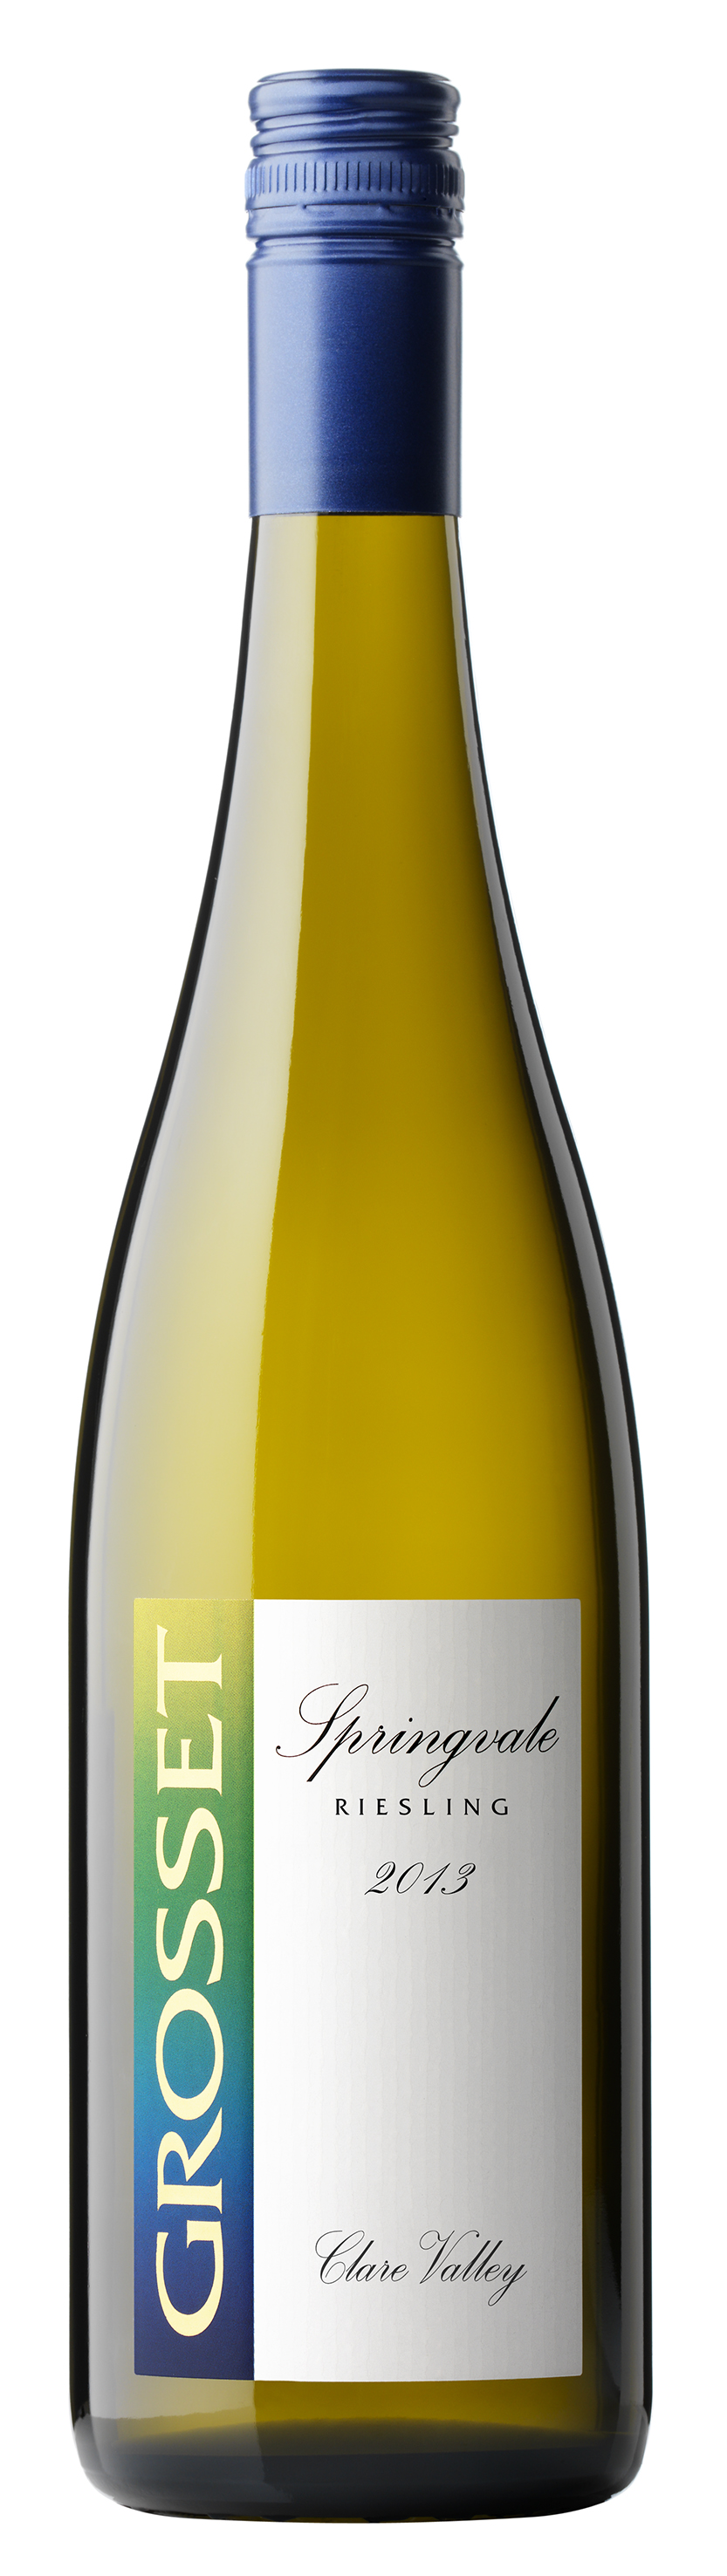 GROSSET
Springvale
RIESLING
2013
Clare Valley